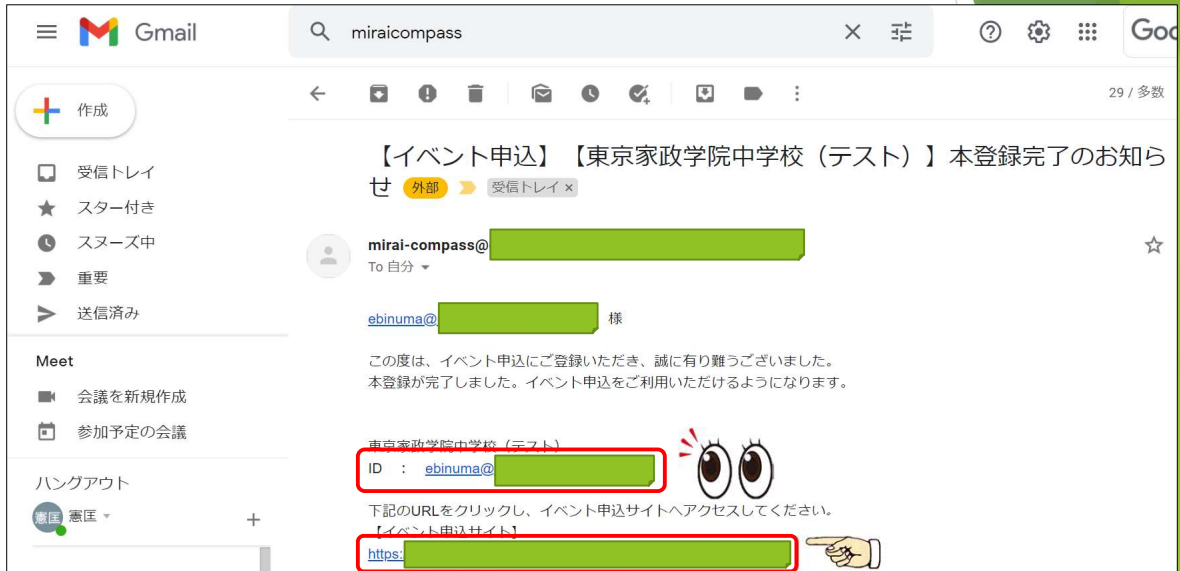 Gmail
miraicompass
Goo
作成
29 / 多数
受信トレイ
スター付き
スヌーズ中
重要
送信済み
Meet
会議を新規作成
参加予定の会議
ハングアウト
憲匡 憲匡
【イベント申込】【東京家政学院中学校（テスト）】本登録完了のお知ら
せ 外部 受信トレイ ×
mirai-compass@
To 自分
ebinuma@ 様
この度は、イベント申込にご登録いただき、誠に有り難うございました。
本登録が完了しました。イベント申込をご利用いただけるようになります。
東京家政学院中学校（テスト）
ID ： ebinuma@
下記のURLをクリックし、イベント申込サイトへアクセスしてください。
【イベント申込サイト】
https: